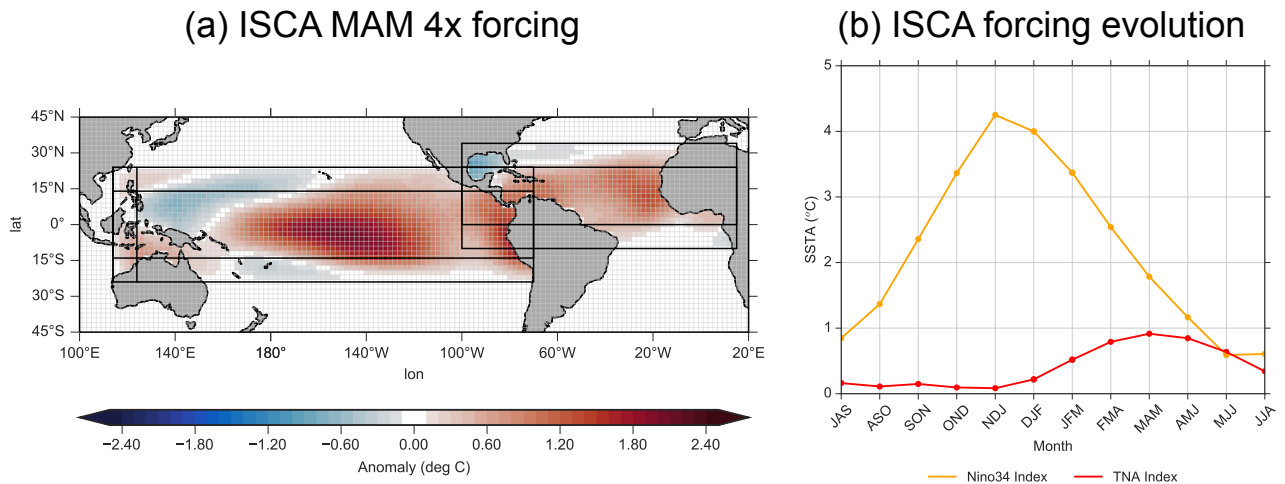 (a) ISCA MAM 4x forcing
45°N
30°N
15°N
0°
15°S
30°S
45°S
lat
100°E 140°E 180° 140°W 100°W 60°W 20°W 20°E
lon
−2.40 −1.80 −1.20 −0.60 0.00 0.60 1.20 1.80 2.40
Anomaly (deg C)
(b) ISCA forcing evolution
5
4
3
2
1
0
SSTA (°C)
JAS ASO SON OND NDJ DJF JFM FMA MAM AMJ MJJ JJA
Month
Nino34 Index TNA Index